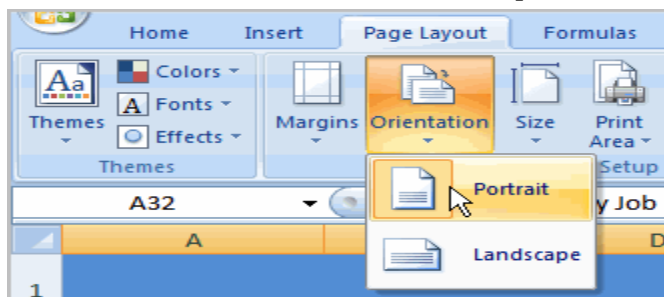 Home Insert Page Layout Formulas
Aa Colors
A Fonts
Effects
Themes Margins Orientation Size Print
Area
Themes Setup
Portrait
A32 y Job
Landscape
A D
1